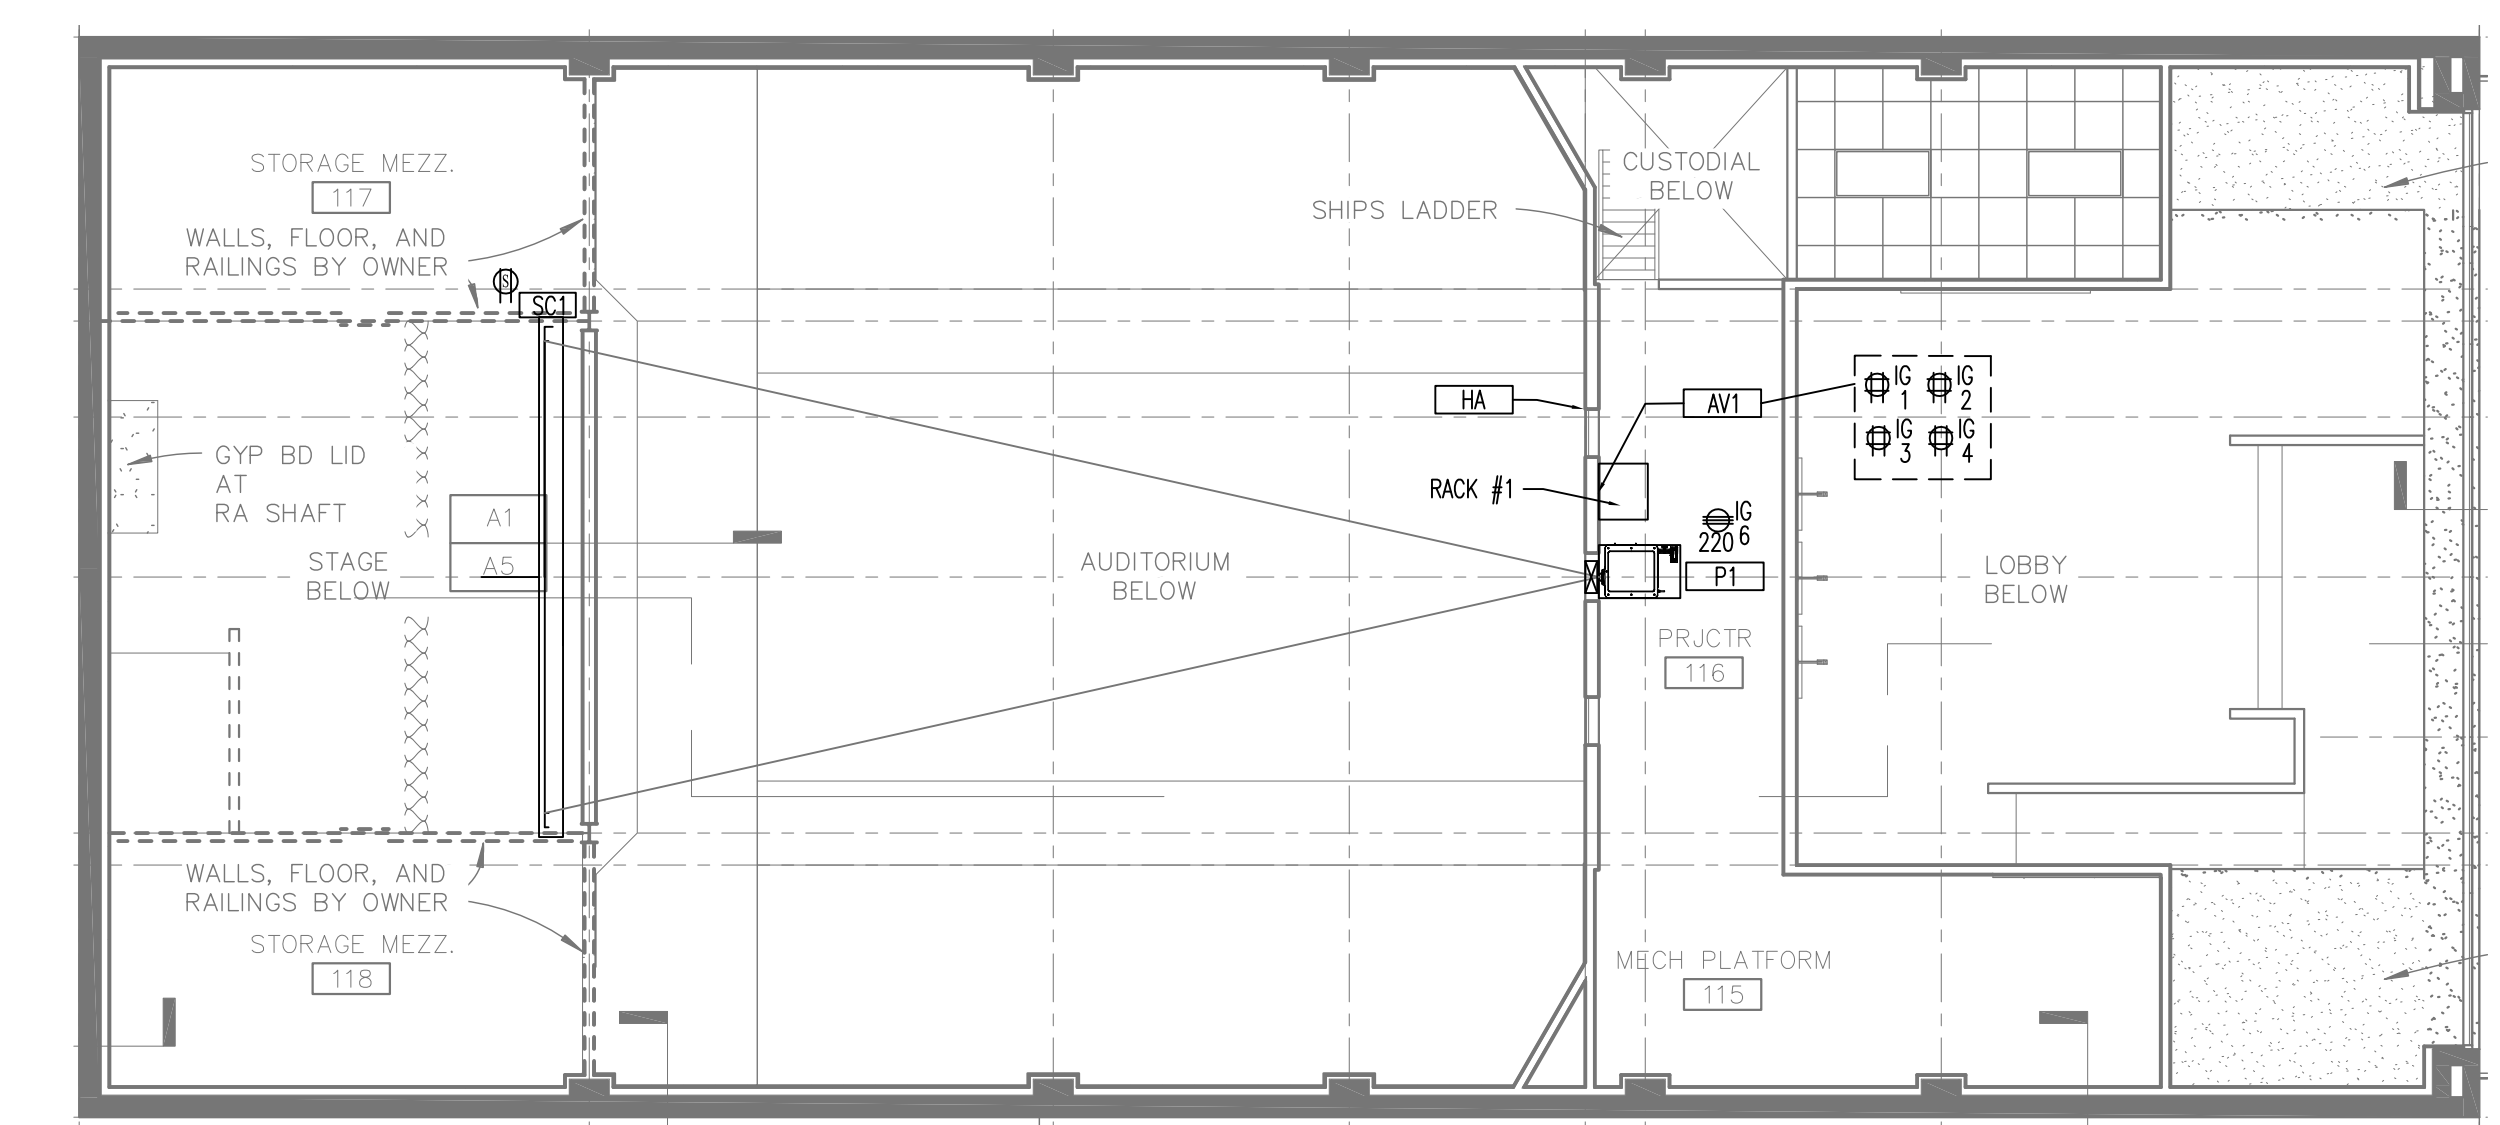 STORAGE MEZZ.
117
WALLS, FLOOR, AND
RAILINGS BY OWNER
S
SC1
SHIPS LADDER
CUSTODIAL
BELOW
HA
AV1
IG
1
IG
2
IG
3
IG
4
GYP BD LID
AT
RA SHAFT
RACK #1
A1
A5
IG
6
220
STAGE
BELOW
AUDITORIUM
BELOW
P1
LOBBY
BELOW
PRJCTR
116
WALLS, FLOOR, AND
RAILINGS BY OWNER
STORAGE MEZZ.
118
MECH PLATFORM
115